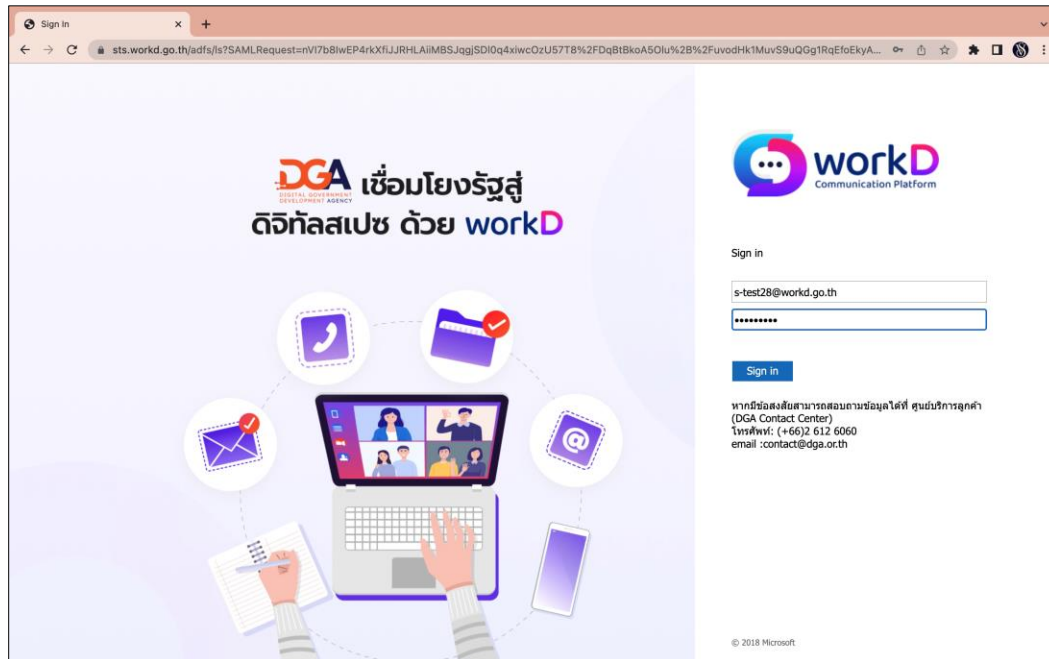 Sign In
sts.workd.go.th/adfs/ls?SAMLRequest=nVl7b8IwEP4rkXfiJJRHLAiiMBSJqgjSDl0q4xiwcOzU57T8%2FDqBtBkoA5Olu%2B%2FuvodHk1MuvS9uQGg1RqEfoEkyA...
DGA เชื่อมโยงรัฐสู่
DIGITAL GOVERNMENT
DEVELOPMENT AGENCY
ดิจิทัลสเปซ ด้วย workD
@
workD
Communication Platform
Sign in
s-test28@workd.go.th
•••••••••
Sign in
หากมีข้อสงสัยสามารถสอบถามข้อมูลได้ที่ ศูนย์บริการลูกค้า
(DGA Contact Center)
โทรศัพท์: (+66)2 612 6060
email :contact@dga.or.th
© 2018 Microsoft